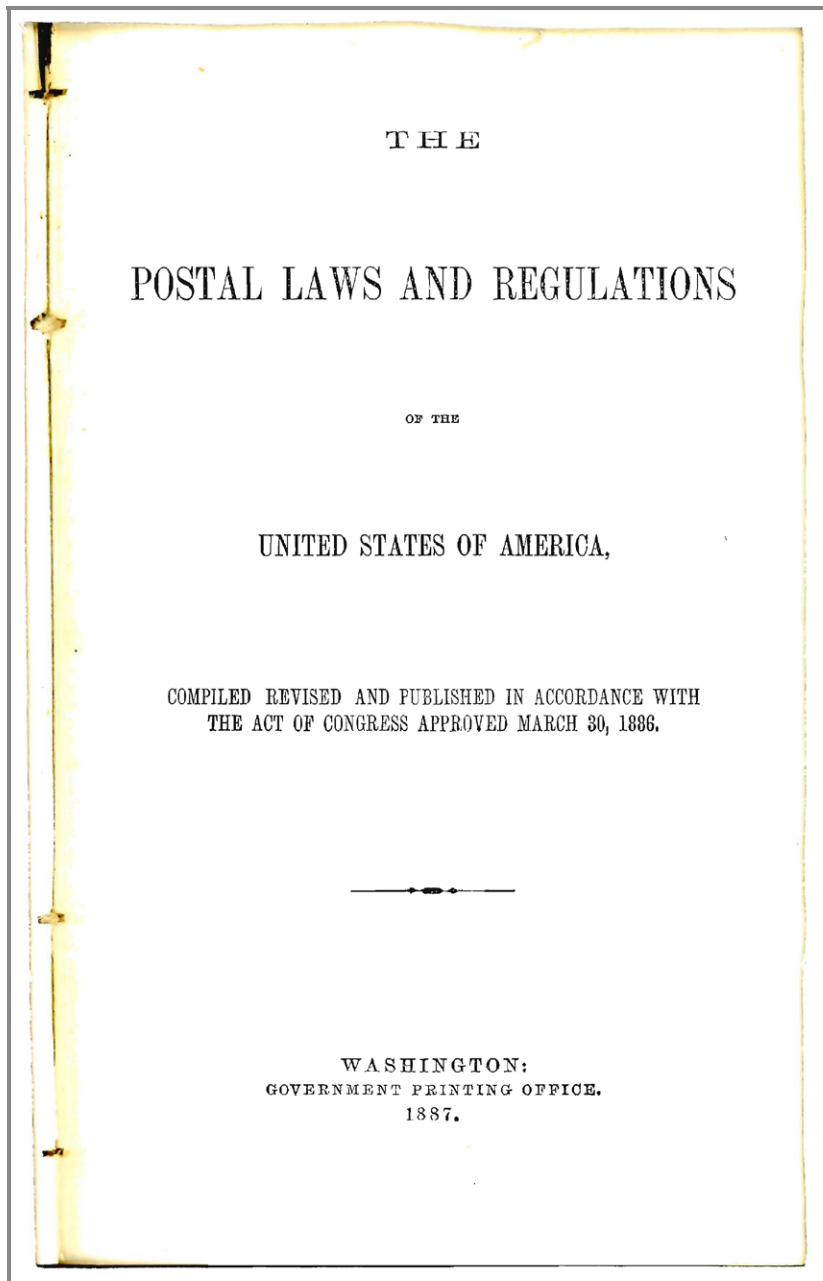 THE
POSTAL LAWS AND REGULATIONS
OF THE
UNITED STATES OF AMERICA,
COMPILED REVISED AND PUBLISHED IN ACCORDANCE WITH
THE ACT OF CONGRESS APPROVED MARCH 30, 1886.
WASHINGTON:
GOVERNMENT PRINTING OFFICE.
1887.